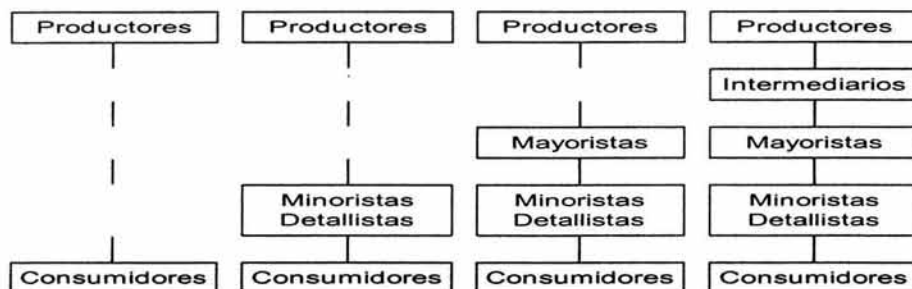 Productores Productores Productores Productores
Intermediarios
Mayoristas Mayoristas
Minoristas Minoristas Minoristas
Detallistas Detallistas Detallistas
Consumidores Consumidores Consumidores Consumidores